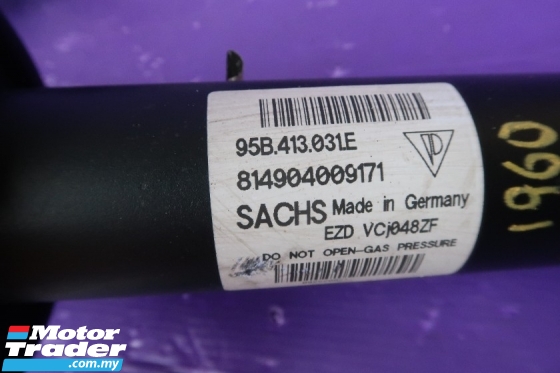 95B.413.031.E
814904009171
SACHS Made in Germany
EZD VCj048ZF
DO NOT OPEN-GAS PRESSURE
1960
Motor
Trader
.com.my